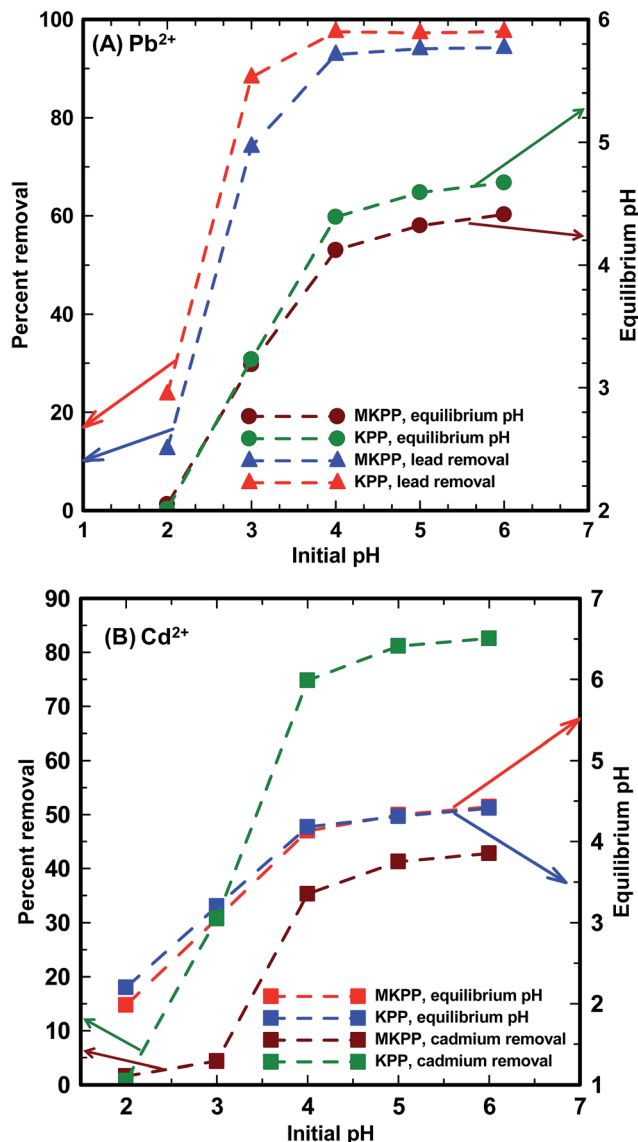 (A) Pb2+
Percent removal
100
80
60
40
20
0
6
5
4
3
2
Equilibrium pH
MKPP, equilibrium pH
KPP, equilibrium pH
MKPP, lead removal
KPP, lead removal
1 2 3 4 5 6 7
Initial pH
(B) Cd2+
Percent removal
90
80
70
60
50
40
30
20
10
0
7
6
5
4
3
2
1
Equilibrium pH
MKPP, equilibrium pH
KPP, equilibrium pH
MKPP, cadmium removal
KPP, cadmium removal
2 3 4 5 6 7
Initial pH